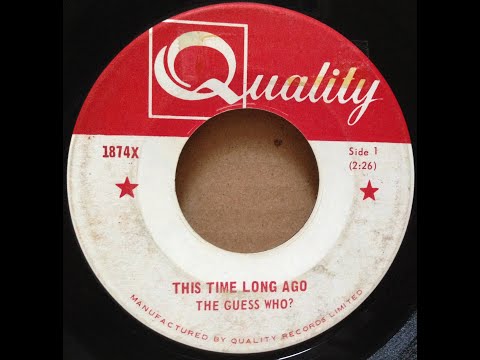 Quality
1874X
Side 1
(2:26)
THIS TIME LONG AGO
THE GUESS WHO?
MANUFACTURED BY QUALITY RECORDS LIMITED